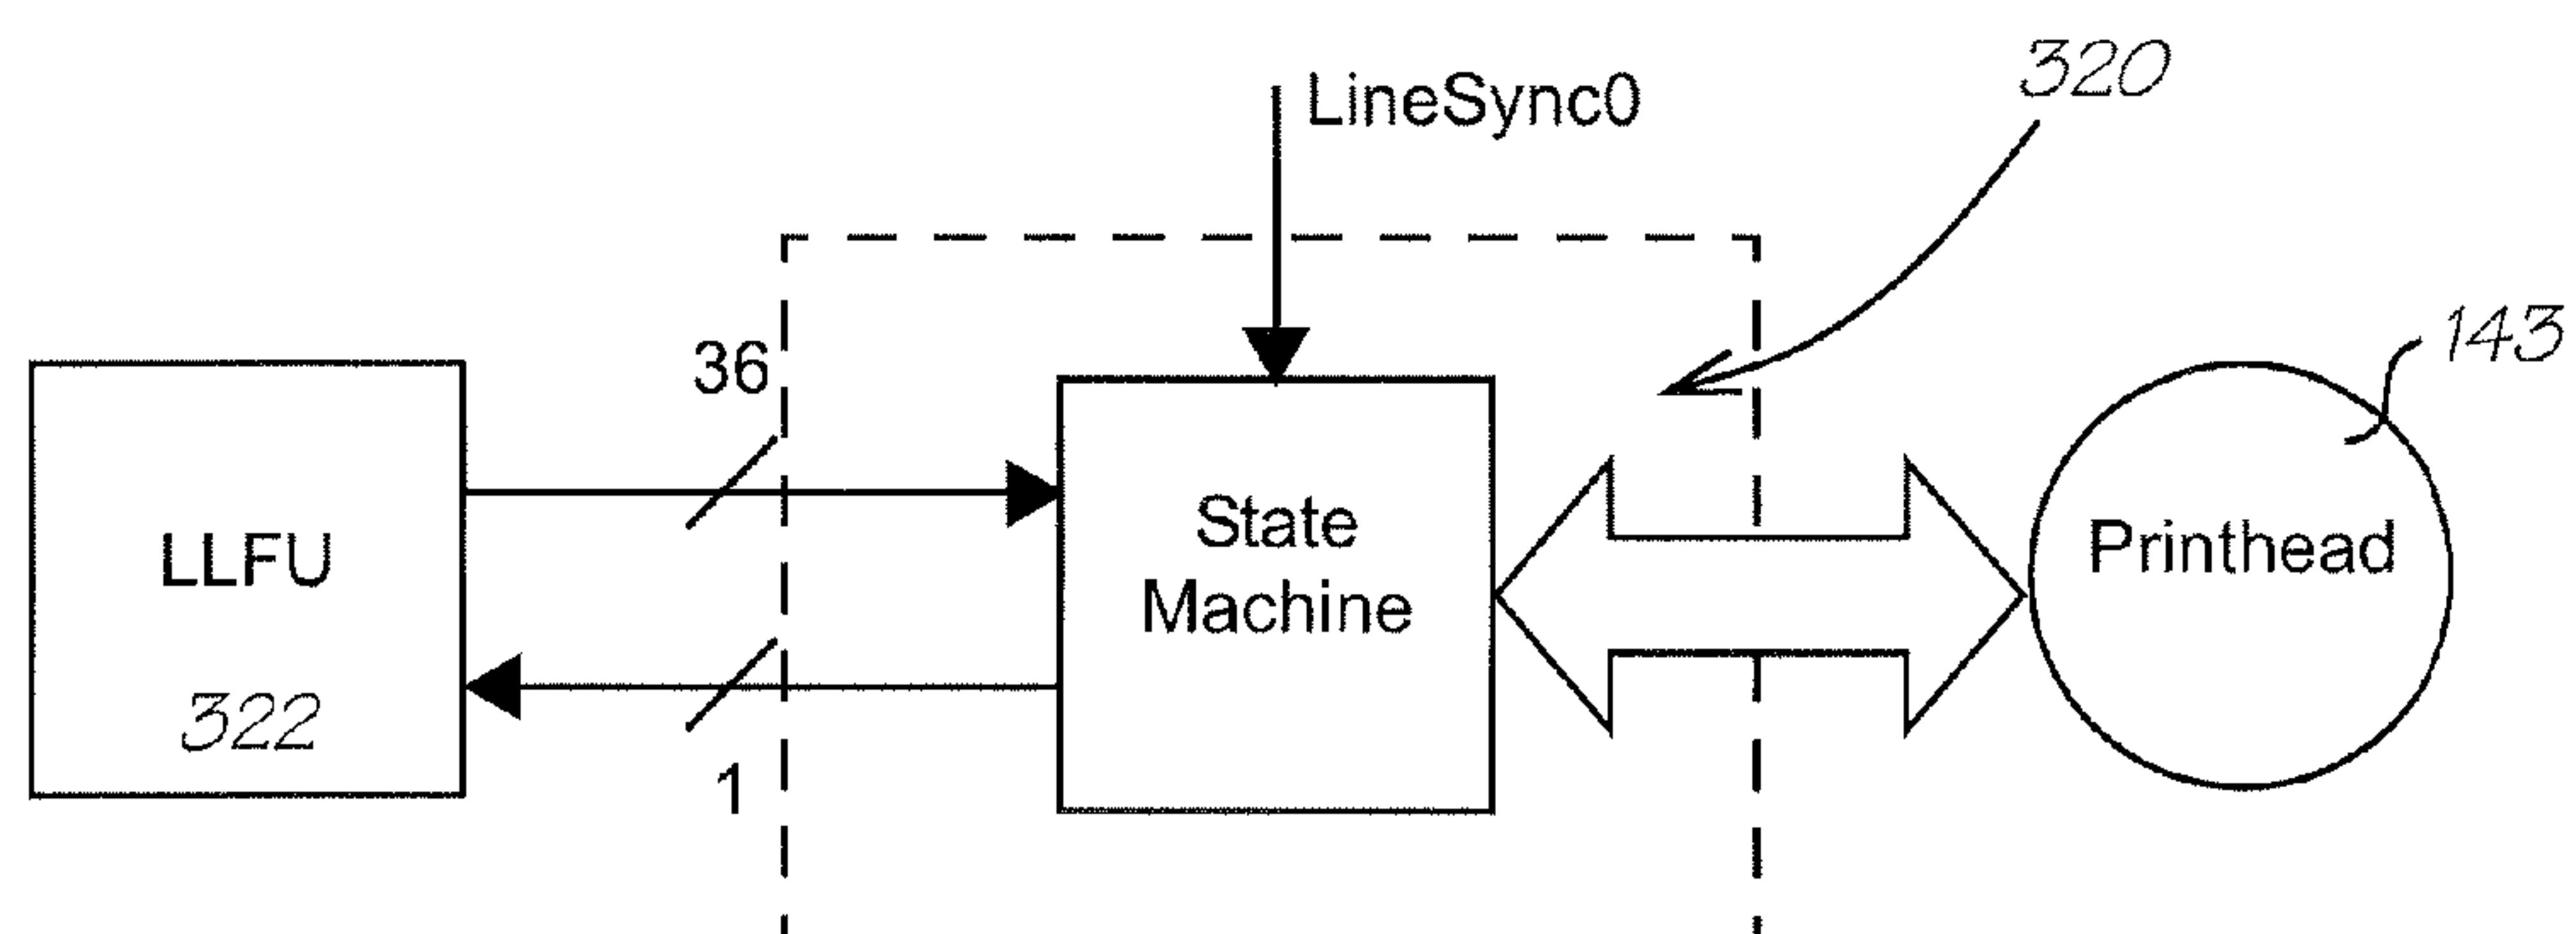 320
LineSync0
143
36
State
Machine
Printhead
LLFU
322
1